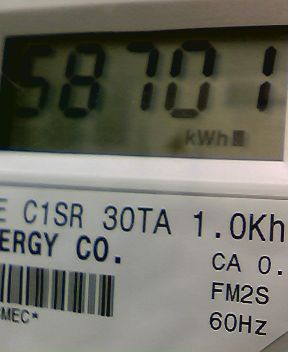 58701
kWh
E C1SR 30TA 1.0Kh
ERGY CO.
CA 0.
FM2S
MEC*
60Hz